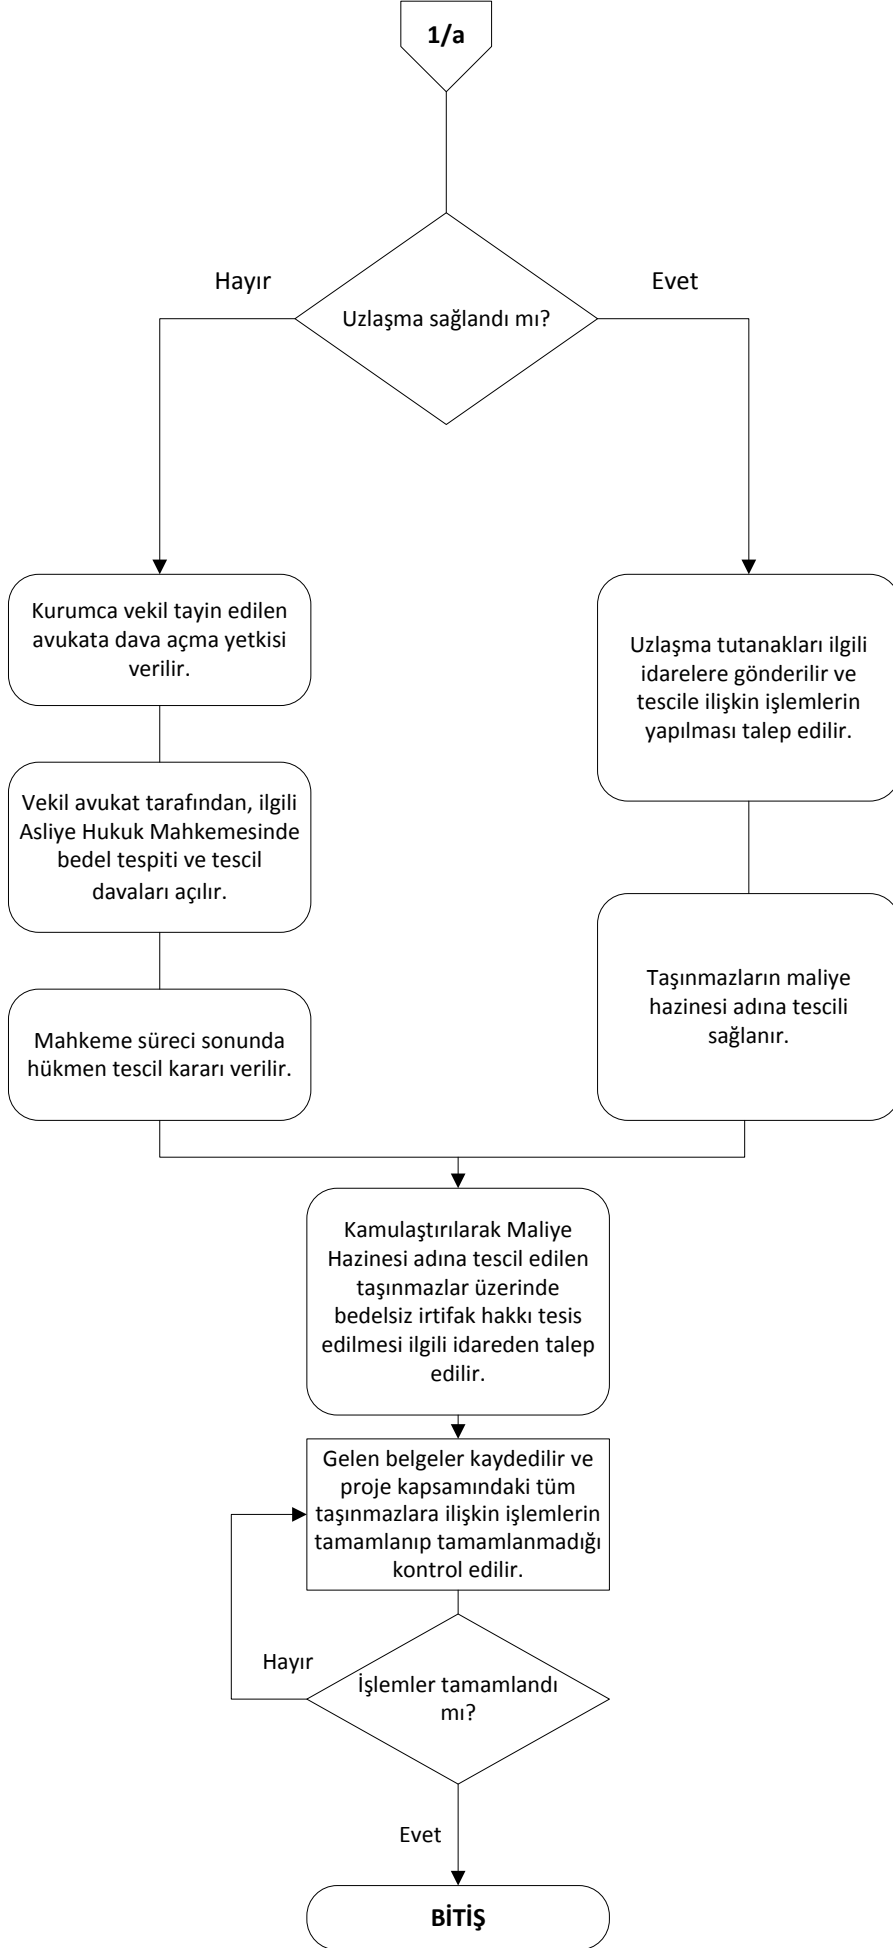 1/a
Hayır
Evet
Uzlaşma sağlandı mı?
Kurumca vekil tayin edilen
avukata dava açma yetkisi
verilir.
Uzlaşma tutanakları ilgili
idarelere gönderilir ve
tescile ilişkin işlemlerin
yapılması talep edilir.
Vekil avukat tarafından, ilgili
Asliye Hukuk Mahkemesinde
bedel tespiti ve tescil
davaları açılır.
Taşınmazların maliye
hazinesi adına tescili
sağlanır.
Mahkeme süreci sonunda
hükmen tescil kararı verilir.
Kamulaştırılarak Maliye
Hazinesi adına tescil edilen
taşınmazlar üzerinde
bedelsiz irtifak hakkı tesis
edilmesi ilgili idareden talep
edilir.
Gelen belgeler kaydedilir ve
proje kapsamındaki tüm
taşınmazlara ilişkin işlemlerin
tamamlanıp tamamlanmadığı
kontrol edilir.
Hayır
İşlemler tamamlandı
mı?
Evet
BİTİŞ